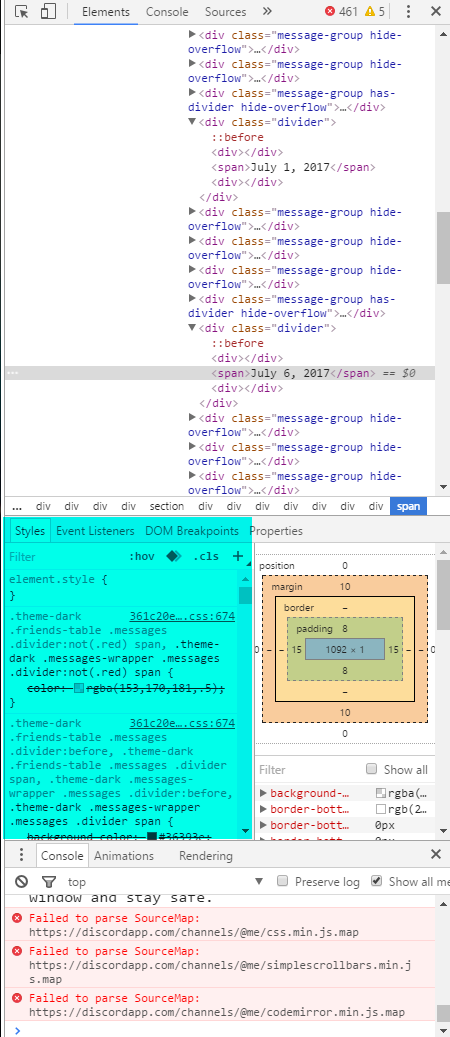 Elements Console Sources » 461 5
▶<div class="message-group hide-
overflow">…</div>
▶<div class="message-group hide-
overflow">…</div>
▶<div class="message-group has-
divider hide-overflow">…</div>
▼<div class="divider">
::before
<div></div>
<span>July 1, 2017</span>
<div></div>
</div>
▶<div class="message-group hide-
overflow">…</div>
▶<div class="message-group hide-
overflow">…</div>
▶<div class="message-group hide-
overflow">…</div>
▶<div class="message-group has-
divider hide-overflow">…</div>
▼<div class="divider">
::before
<div></div>
... <span>July 6, 2017</span> == $0
<div></div>
</div>
▶<div class="message-group hide-
overflow">…</div>
▶<div class="message-group hide-
overflow">…</div>
▶<div class="message-group hide-
overflow">…</div>
... div div div section div div div div div span
Styles Event Listeners DOM Breakpoints Properties
Filter :hov .cls +
element.style {
}
.theme-dark 361c20e….css:674
.friends-table .messages
.divider:not(.red) span, .theme-
dark .messages-wrapper .messages
.divider:not(.red) span {
color: rgba(153,170,181,.5);
}
.theme-dark 361c20e….css:674
.friends-table .messages
.divider:before, .theme-dark
.friends-table .messages .divider
span, .theme-dark .messages-
wrapper .messages .divider:before,
.theme-dark .messages-wrapper
.messages .divider span {
background-color: #36393e;
position 0
margin 10
border –
padding 8
0 – – 15 1092 × 1 15 – – 0
8
–
10
0
Filter Show all
▶ background-… rgba(…
▶ border-bott… rgb(2…
▶ border-bott… 0px
Console Animations Rendering
top ▼ Preserve log Show all me
window and stay safe.
Failed to parse SourceMap:
https://discordapp.com/channels/@me/css.min.js.map
Failed to parse SourceMap:
https://discordapp.com/channels/@me/simplescrollbars.min.j
s.map
Failed to parse SourceMap:
https://discordapp.com/channels/@me/codemirror.min.js.map
>